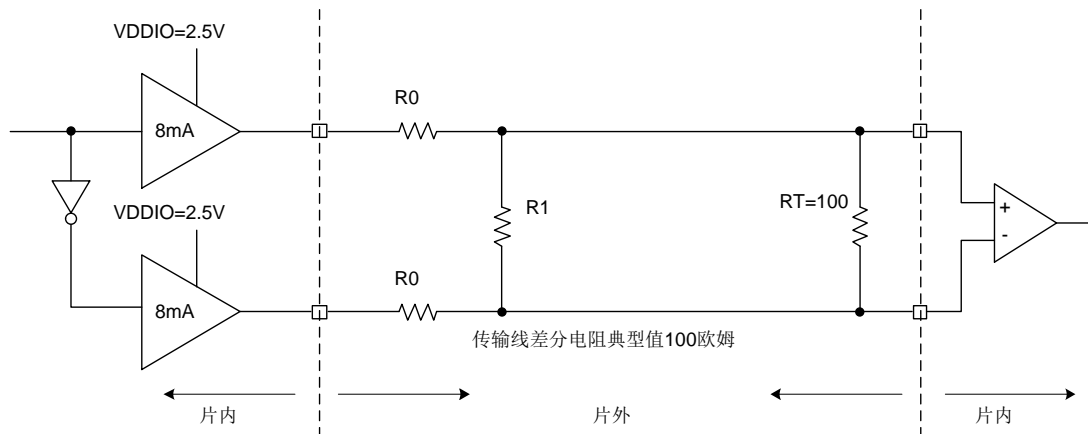 VDDIO=2.5V
8mA
R0
R1
RT=100
+
-
VDDIO=2.5V
8mA
R0
传输线差分电阻典型值100欧姆
片内
片外
片内